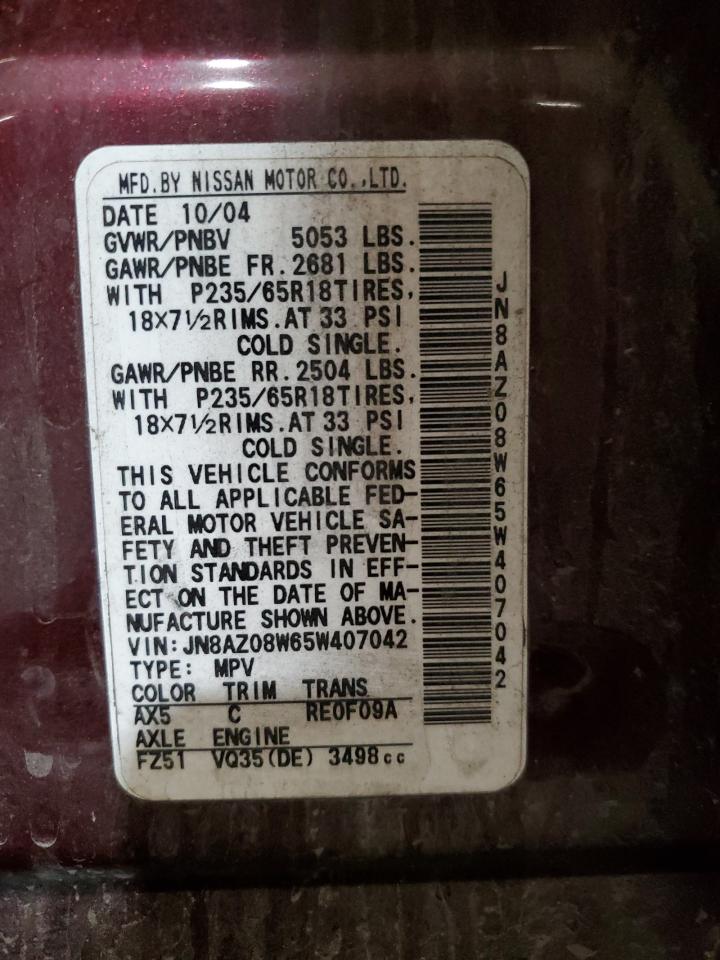 MFD.BY NISSAN MOTOR CO.,LTD.
DATE 10/04
GVWR/PNBV 5053 LBS.
GAWR/PNBE FR.2681 LBS.
WITH P235/65R18TIRES,
18×7½RIMS.AT 33 PSI
COLD SINGLE.
GAWR/PNBE RR.2504 LBS.
WITH P235/65R18TIRES,
18×7½RIMS.AT 33 PSI
COLD SINGLE.
THIS VEHICLE CONFORMS
TO ALL APPLICABLE FED-
ERAL MOTOR VEHICLE SA-
FETY AND THEFT PREVEN-
TION STANDARDS IN EFF-
ECT ON THE DATE OF MA-
NUFACTURE SHOWN ABOVE.
VIN:JN8AZ08W65W407042
TYPE: MPV
COLOR TRIM TRANS
AX5 C RE0F09A
AXLE ENGINE
FZ51 VQ35(DE) 3498cc
JN8AZ08W65W407042